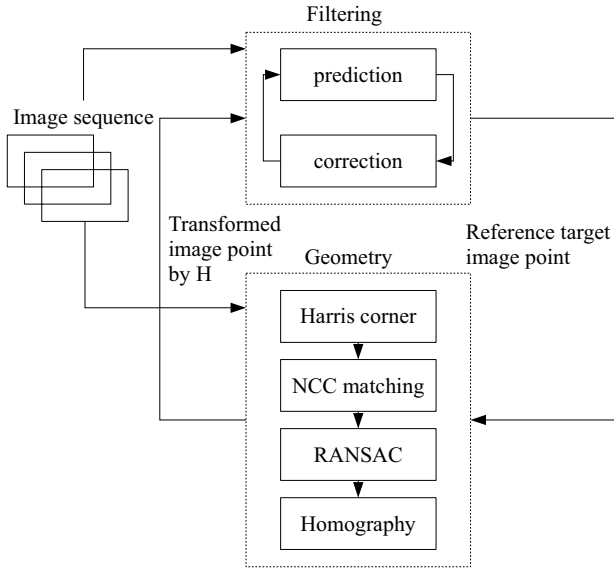 Filtering
prediction
correction
Image sequence
Transformed
image point
by H
Reference target
image point
Geometry
Harris corner
NCC matching
RANSAC
Homography